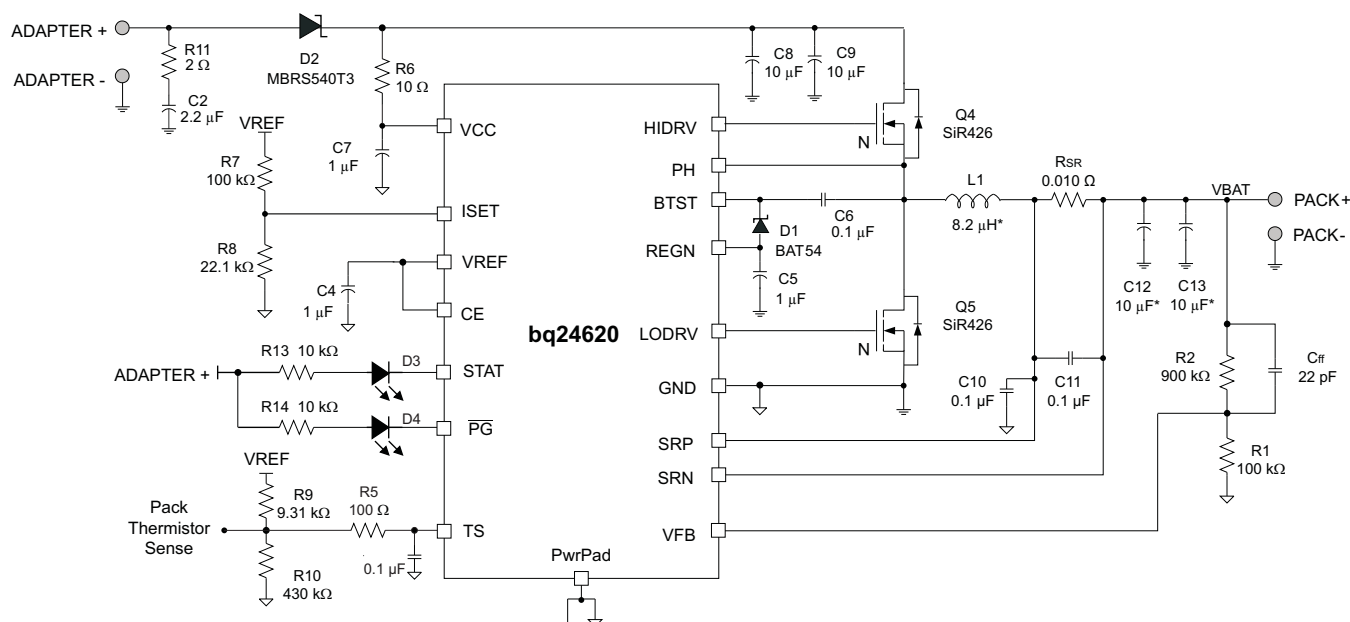 ADAPTER +
R11
2 Ω
D2
MBRS540T3
R6
10 Ω
C8
10 µF
C9
10 µF
ADAPTER -
C2
2.2 µF
VREF
R7
100 kΩ
C7
1 µF
VCC
HIDRV
N
Q4
SiR426
PH
ISET
BTST
C6
0.1 µF
L1
8.2 µH*
RSR
0.010 Ω
VBAT
PACK+
PACK-
R8
22.1 kΩ
D1
BAT54
REGN
VREF
C4
1 µF
C5
1 µF
C12
10 µF*
C13
10 µF*
CE
bq24620
LODRV
N
Q5
SiR426
R13 10 kΩ
D3
ADAPTER +
STAT
GND
C10
0.1 µF
C11
0.1 µF
R2
900 kΩ
Cff
22 pF
R14 10 kΩ
D4
PG
SRP
VREF
R9
9.31 kΩ
R5
100 Ω
SRN
R1
100 kΩ
Pack
Thermistor
Sense
TS
VFB
R10
430 kΩ
0.1 µF
PwrPad